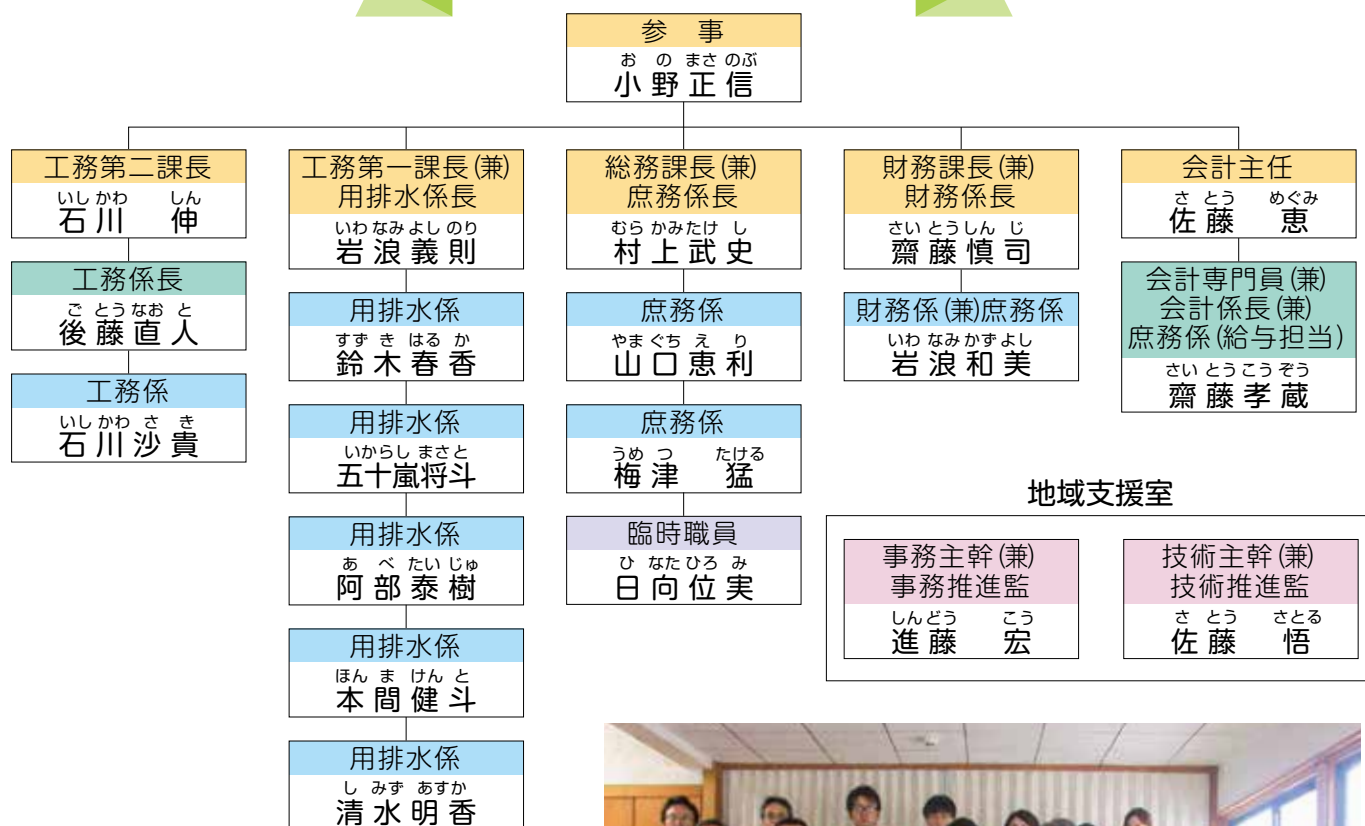 参 事
お の まさ のぶ
小 野 正 信
工務第二課長
いし かわ しん
石 川 伸
工務係長
ご とう なお と
後 藤 直 人
工務係
いし かわ さ き
石 川 沙 貴
工務第一課長(兼)
用排水係長
いわ なみ よし のり
岩 浪 義 則
用排水係
すず き はる か
鈴 木 春 香
用排水係
いからし まさと
五十嵐将斗
用排水係
あ べ たい じゅ
阿 部 泰 樹
用排水係
ほん ま けん と
本 間 健 斗
用排水係
し みず あすか
清 水 明 香
総務課長(兼)
庶務係長
むら かみ たけ し
村 上 武 史
庶務係
やま ぐち え り
山 口 恵 利
庶務係
うめ つ たける
梅 津 猛
臨時職員
ひ なた ひろ み
日 向 位 実
財務課長(兼)
財務係長
さい とう しん じ
齋 藤 慎 司
財務係(兼)庶務係
いわ なみ かず よし
岩 浪 和 美
会計主任
さ とう めぐみ
佐 藤 恵
会計専門員(兼)
会計係長(兼)
庶務係(給与担当)
さい とう こう ぞう
齋 藤 孝 蔵
地域支援室
事務主幹(兼)
事務推進監
しんどう こう
進 藤 宏
技術主幹(兼)
技術推進監
さ とう さとる
佐 藤 悟